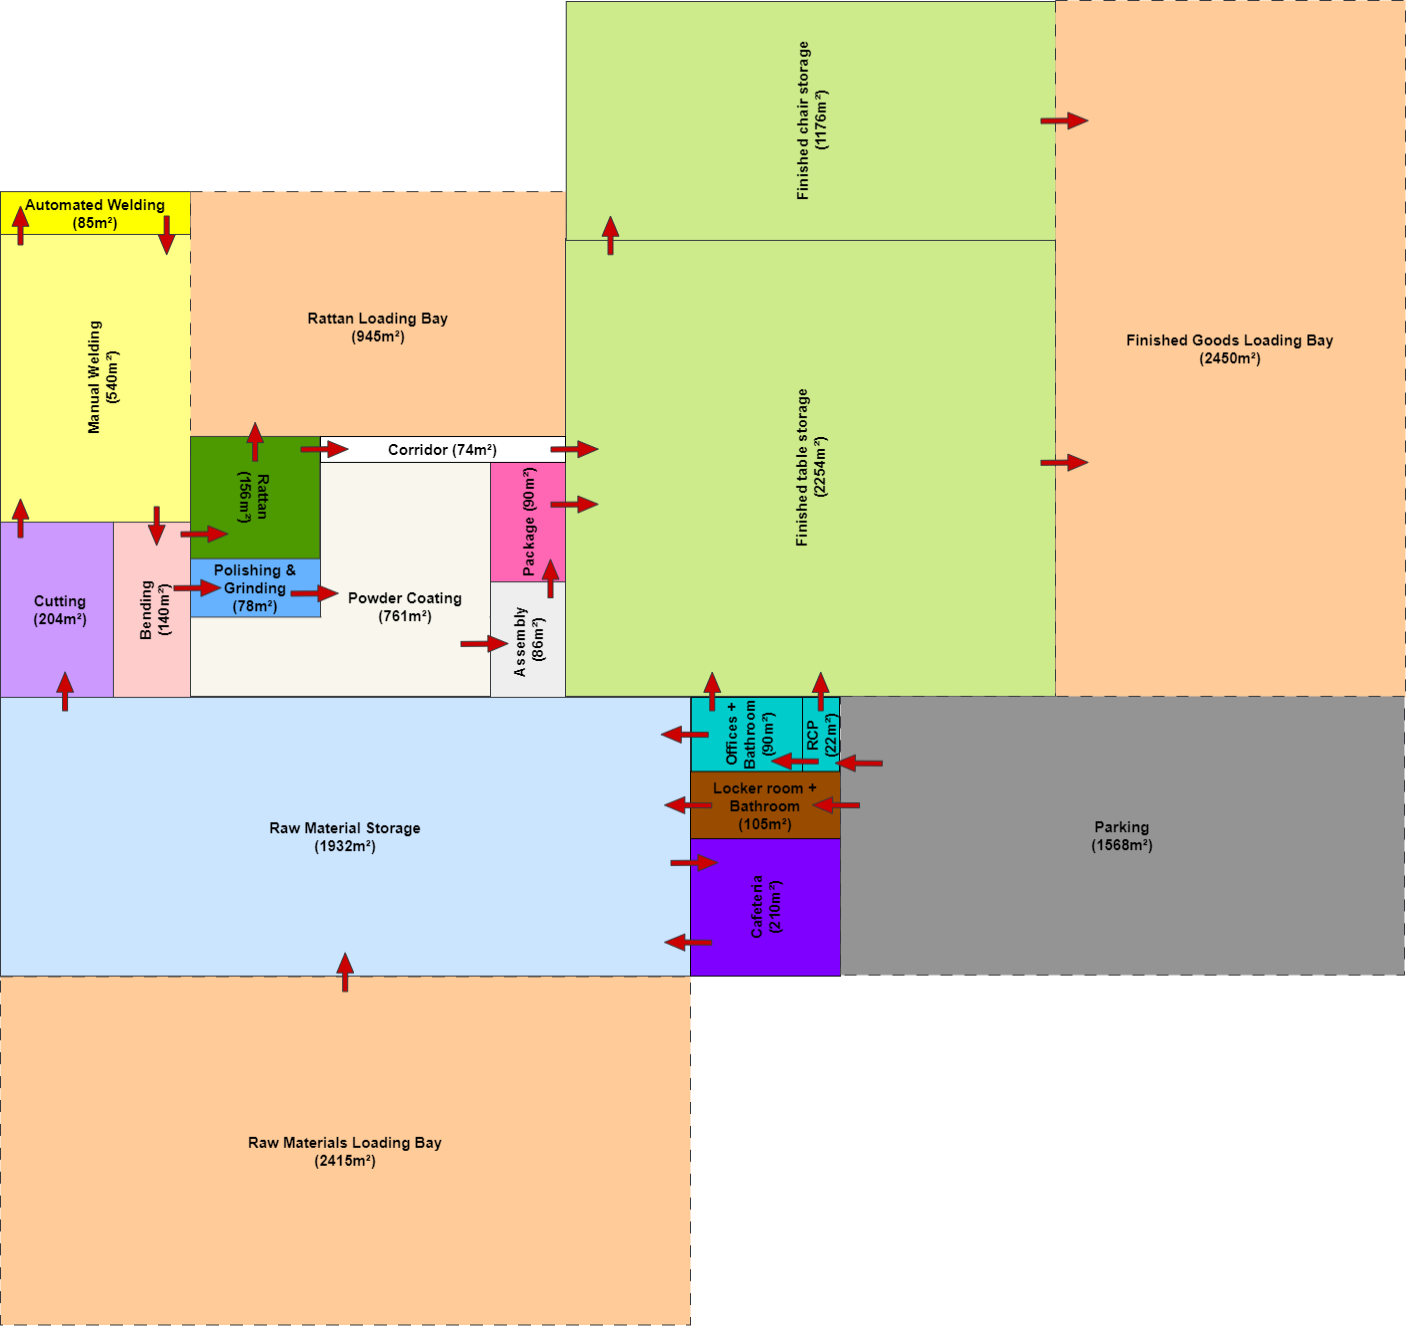 Finished chair storage
(1176m²)
Automated Welding
(85m²)
Rattan Loading Bay
(945m²)
Finished Goods Loading Bay
(2450m²)
Manual Welding
(540m²)
Corridor (74m²)
Finished table storage
(2254m²)
Rattan
(156m²)
Package (90m²)
Polishing &
Grinding
(78m²)
Cutting
(204m²)
Bending
(140m²)
Powder Coating
(761m²)
Assembly
(86m²)
Offices +
Bathroom
(90m²)
RCP
(22m²)
Locker room +
Bathroom
(105m²)
Raw Material Storage
(1932m²)
Parking
(1568m²)
Cafeteria
(210m²)
Raw Materials Loading Bay
(2415m²)